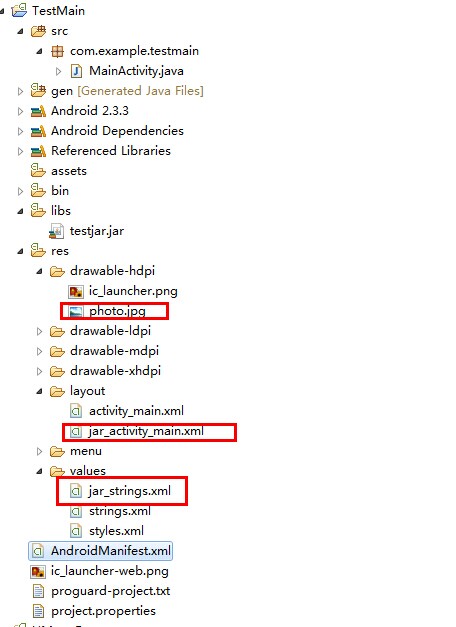 TestMain
src
com.example.testmain
MainActivity.java
gen [Generated Java Files]
Android 2.3.3
Android Dependencies
Referenced Libraries
assets
bin
libs
testjar.jar
res
drawable-hdpi
ic_launcher.png
photo.jpg
drawable-ldpi
drawable-mdpi
drawable-xhdpi
layout
activity_main.xml
jar_activity_main.xml
menu
values
jar_strings.xml
strings.xml
styles.xml
AndroidManifest.xml
ic_launcher-web.png
proguard-project.txt
project.properties